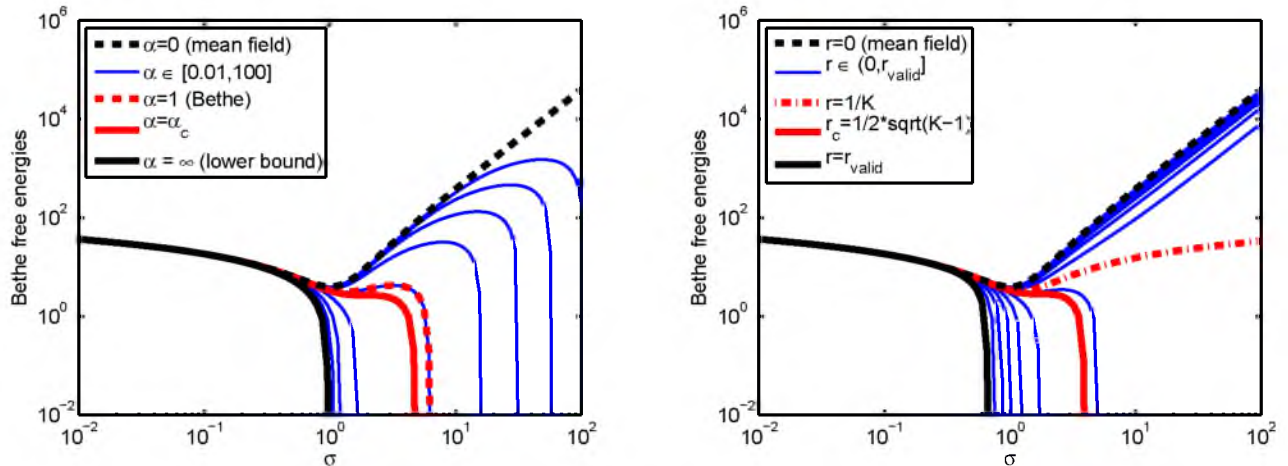 10^6
10^4
10^2
10^0
10^-2
Bethe free energies
α=0 (mean field)
α ∈ [0.01,100]
α=1 (Bethe)
α=α_c
α = ∞ (lower bound)
10^-2
10^-1
10^0
10^1
10^2
σ
10^6
10^4
10^2
10^0
10^-2
Bethe free energies
r=0 (mean field)
r ∈ (0,r_valid]
r=1/K
r_c=1/2*sqrt(K−1)
r=r_valid
10^-2
10^-1
10^0
10^1
10^2
σ